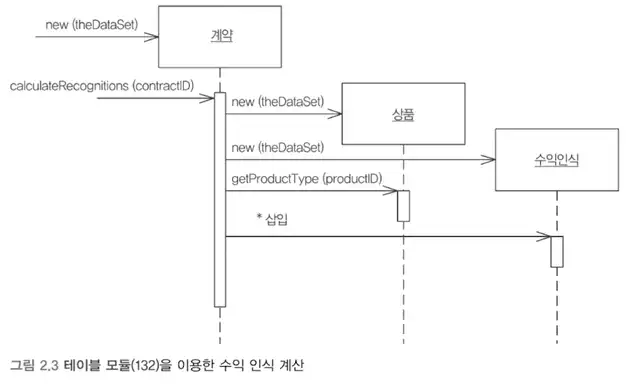 new (theDataSet)
계약
calculateRecognitions (contractID)
new (theDataSet)
상품
new (theDataSet)
수익인식
getProductType (productID)
* 삽입
그림 2.3 테이블 모듈(132)을 이용한 수익 인식 계산